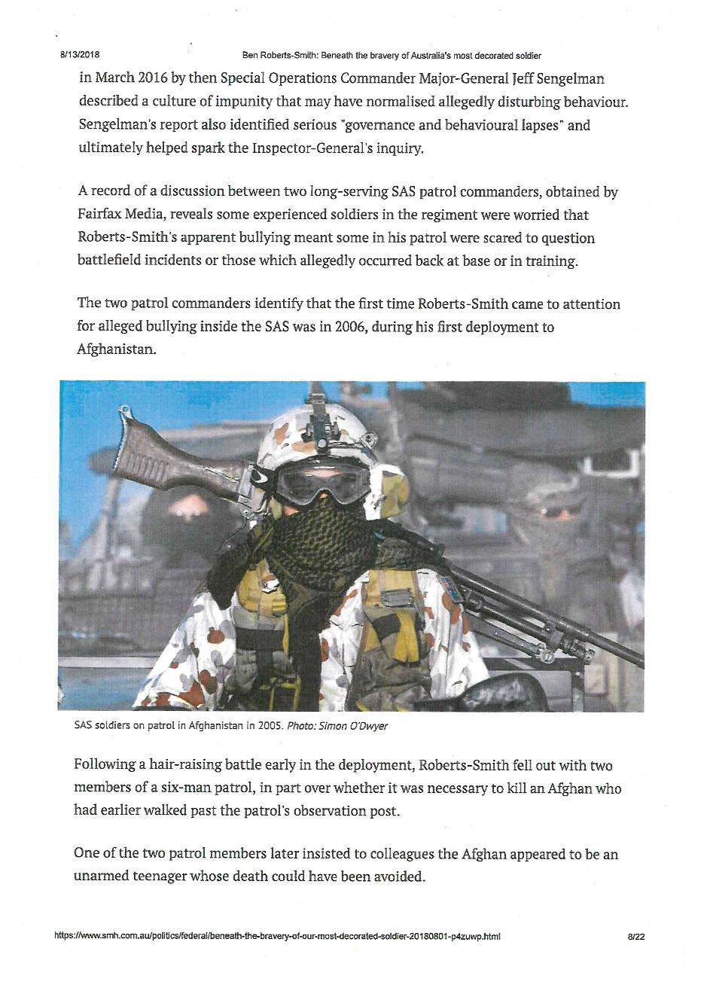 8/13/2018 Ben Roberts-Smith: Beneath the bravery of Australia's most decorated soldier
in March 2016 by then Special Operations Commander Major-General Jeff Sengelman
described a culture of impunity that may have normalised allegedly disturbing behaviour.
Sengelman's report also identified serious "governance and behavioural lapses" and
ultimately helped spark the Inspector-General's inquiry.
A record of a discussion between two long-serving SAS patrol commanders, obtained by
Fairfax Media, reveals some experienced soldiers in the regiment were worried that
Roberts-Smith's apparent bullying meant some in his patrol were scared to question
battlefield incidents or those which allegedly occurred back at base or in training.
The two patrol commanders identify that the first time Roberts-Smith came to attention
for alleged bullying inside the SAS was in 2006, during his first deployment to
Afghanistan.
SAS soldiers on patrol in Afghanistan in 2005. Photo: Simon O'Dwyer
Following a hair-raising battle early in the deployment, Roberts-Smith fell out with two
members of a six-man patrol, in part over whether it was necessary to kill an Afghan who
had earlier walked past the patrol's observation post.
One of the two patrol members later insisted to colleagues the Afghan appeared to be an
unarmed teenager whose death could have been avoided.
https://www.smh.com.au/politics/federal/beneath-the-bravery-of-our-most-decorated-soldier-20180801-p4zuwp.html 8/22